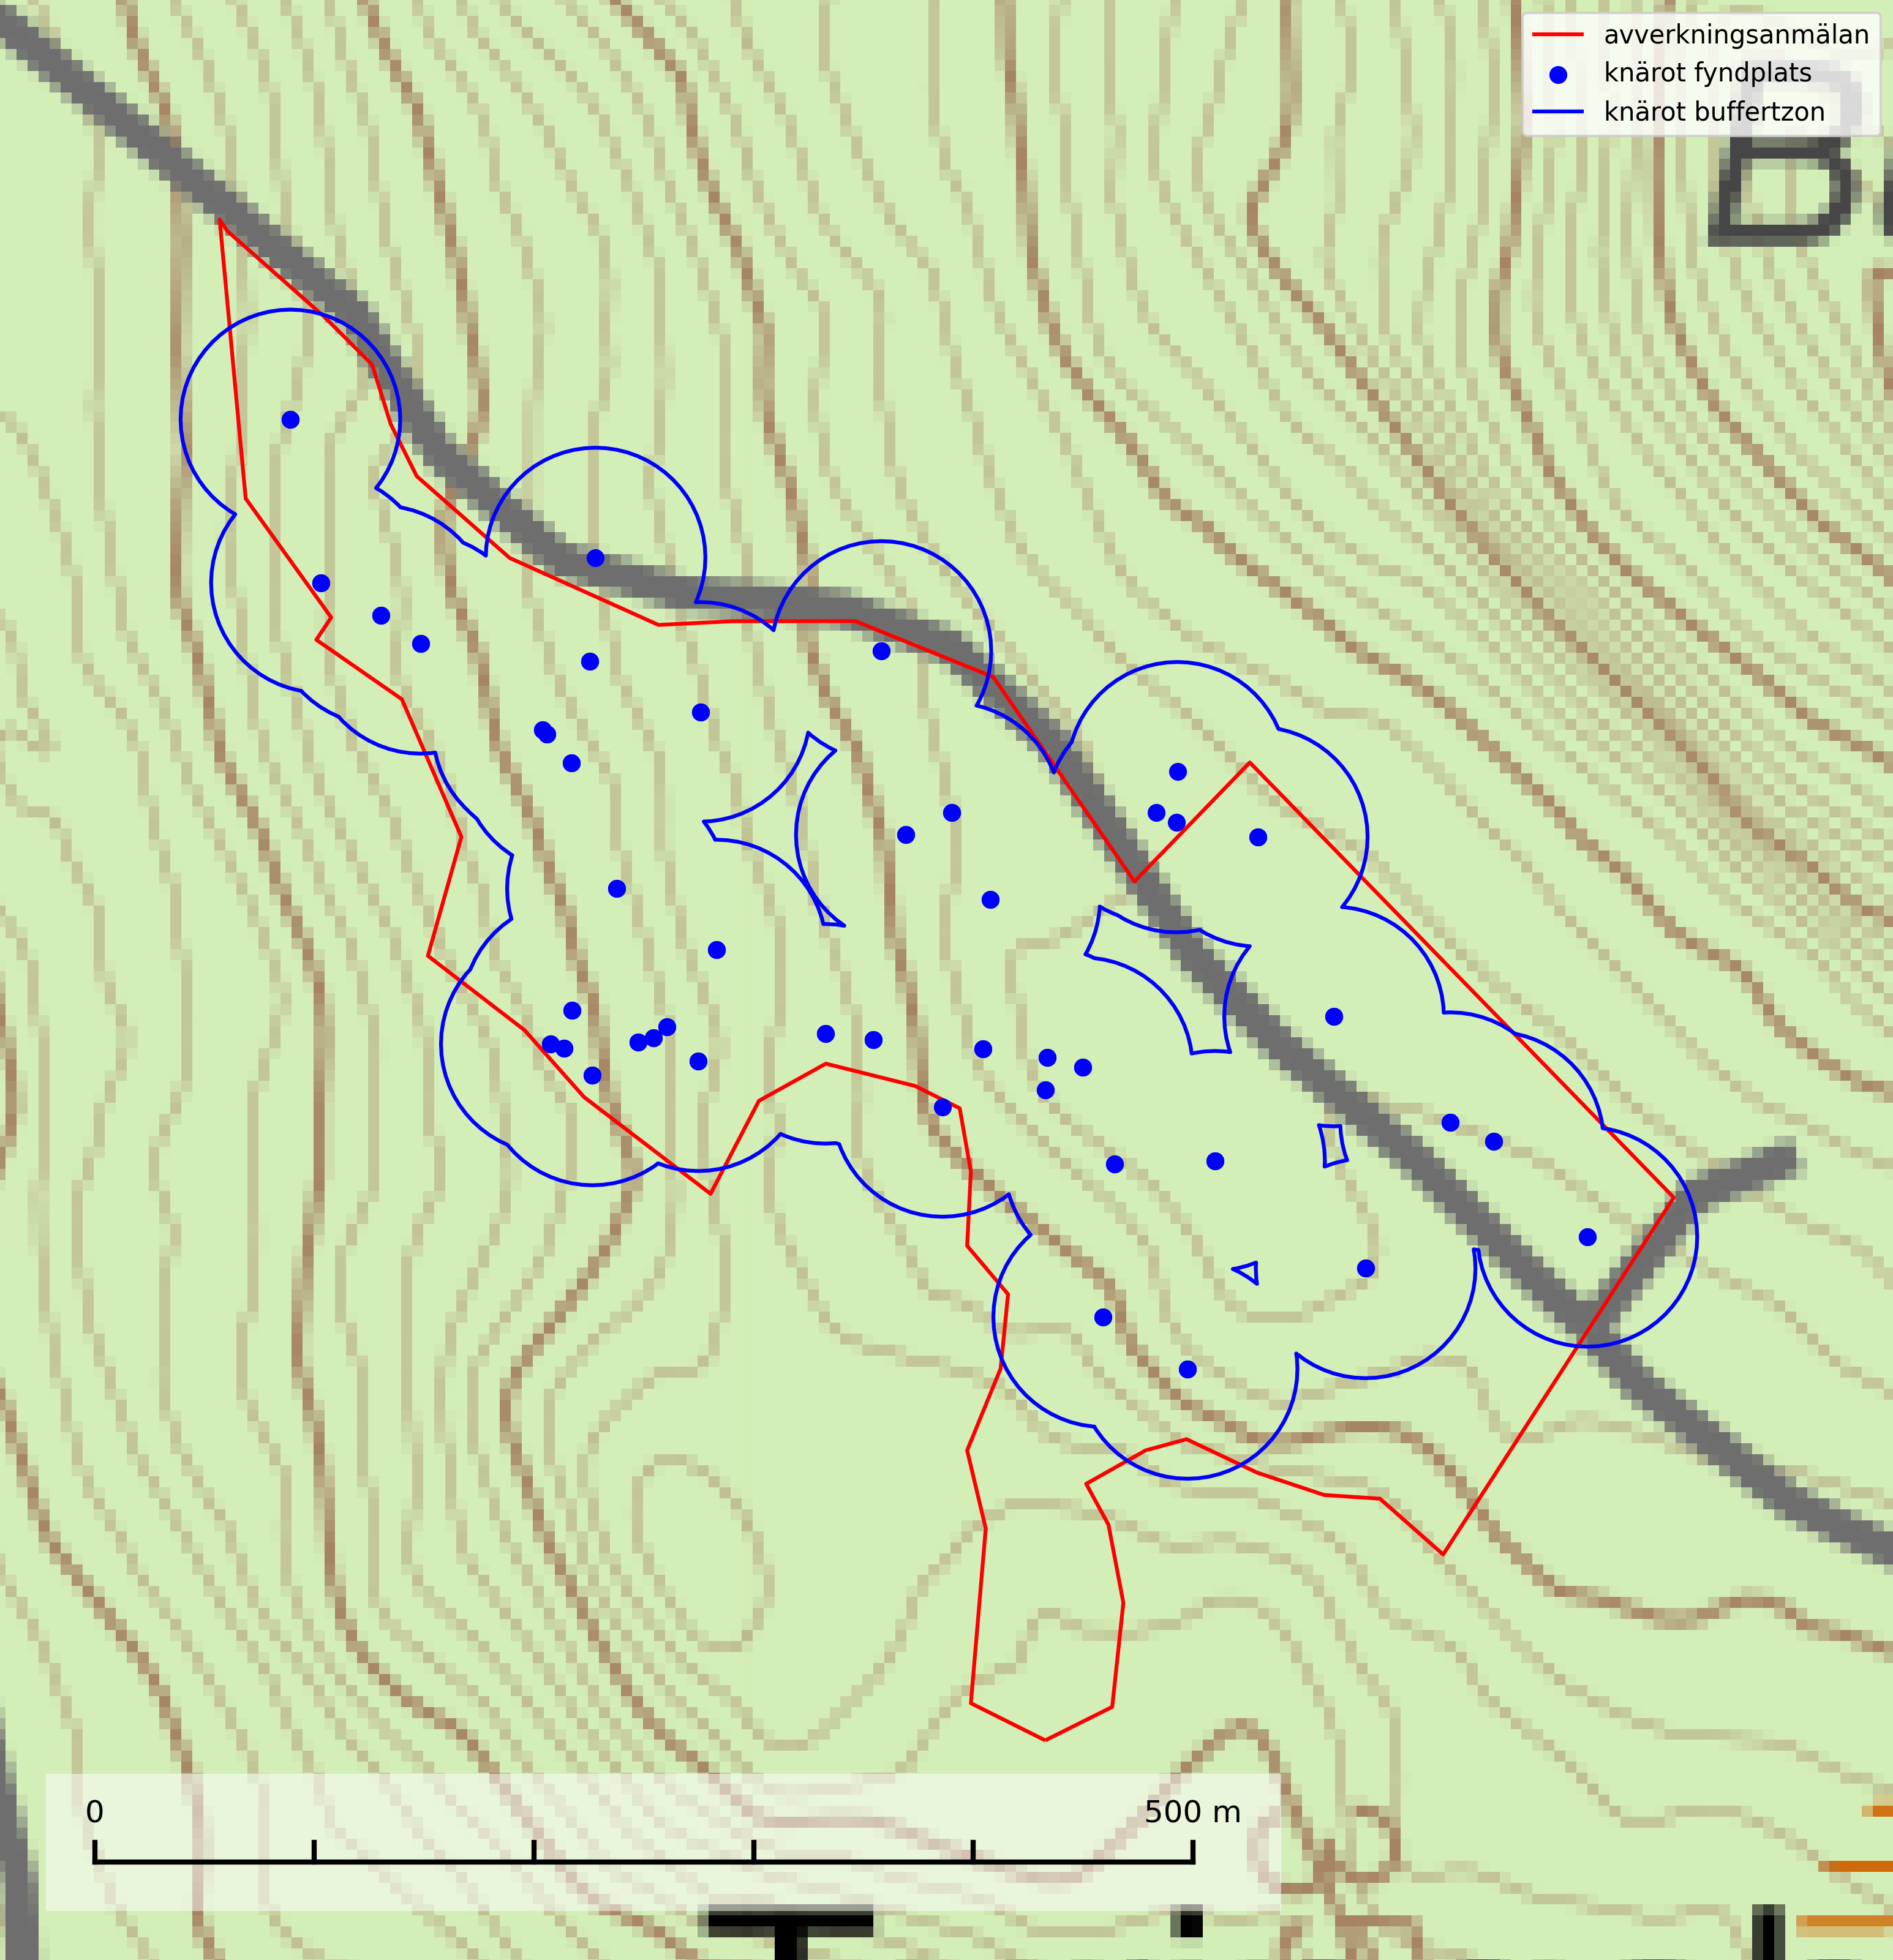 avverkningsanmälan
knärot fyndplats
knärot buffertzon
0
500 m